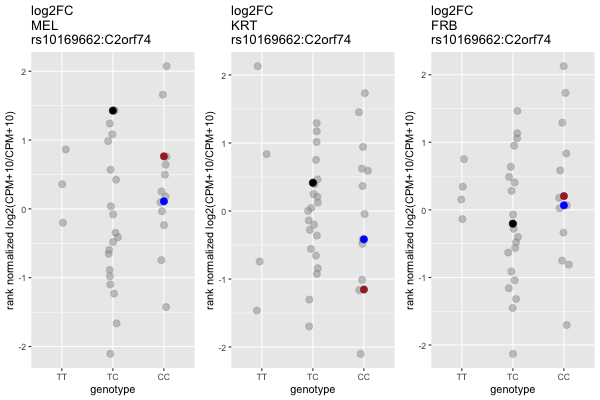 log2FC
MEL
rs10169662:C2orf74
rank normalized log2(CPM+10/CPM+10)
2
1
0
-1
-2
TT
TC
CC
genotype
log2FC
KRT
rs10169662:C2orf74
rank normalized log2(CPM+10/CPM+10)
2
1
0
-1
-2
TT
TC
CC
genotype
log2FC
FRB
rs10169662:C2orf74
rank normalized log2(CPM+10/CPM+10)
2
1
0
-1
-2
TT
TC
CC
genotype